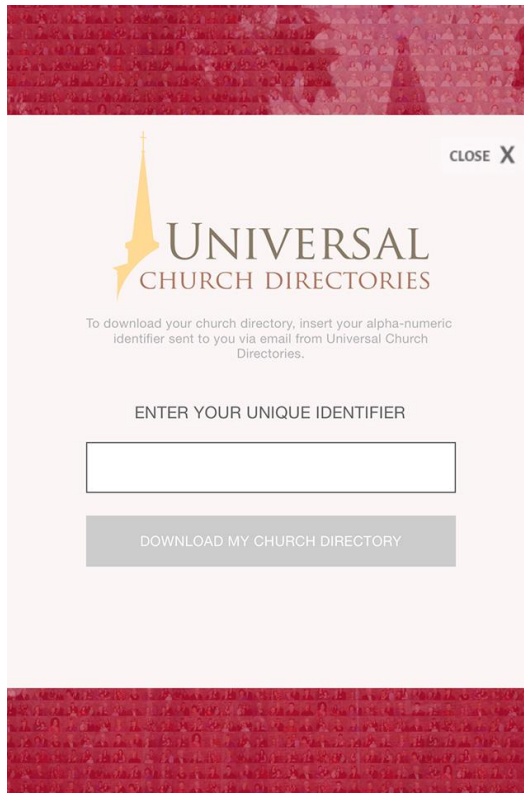 CLOSE X
UNIVERSAL
CHURCH DIRECTORIES
To download your church directory, insert your alpha-numeric
identifier sent to you via email from Universal Church
Directories.
ENTER YOUR UNIQUE IDENTIFIER
DOWNLOAD MY CHURCH DIRECTORY